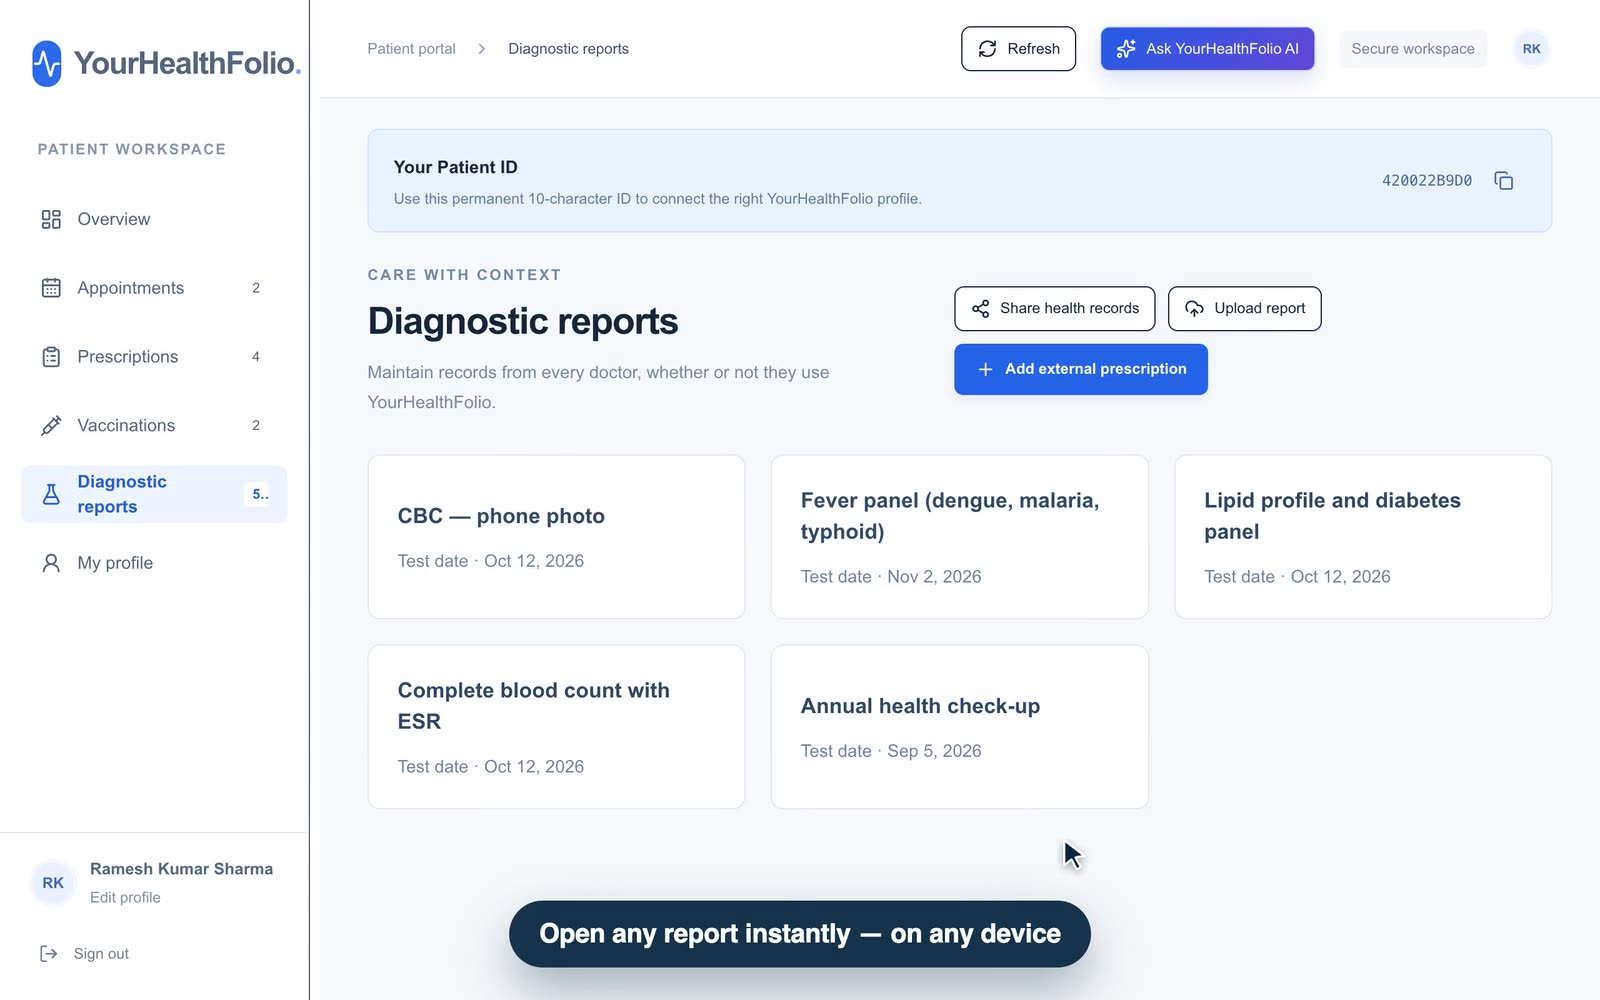 YourHealthFolio.
PATIENT WORKSPACE
Overview
Appointments 2
Prescriptions 4
Vaccinations 2
Diagnostic
reports
5..
My profile
Ramesh Kumar Sharma
RK
Edit profile
Sign out
Patient portal
Diagnostic reports
Refresh
Ask YourHealthFolio AI
Secure workspace
RK
Your Patient ID
Use this permanent 10-character ID to connect the right YourHealthFolio profile.
420022B9D0
CARE WITH CONTEXT
Diagnostic reports
Maintain records from every doctor, whether or not they use
YourHealthFolio.
Share health records
Upload report
Add external prescription
CBC — phone photo
Test date · Oct 12, 2026
Fever panel (dengue, malaria,
typhoid)
Test date · Nov 2, 2026
Lipid profile and diabetes
panel
Test date · Oct 12, 2026
Complete blood count with
ESR
Test date · Oct 12, 2026
Annual health check-up
Test date · Sep 5, 2026
Open any report instantly — on any device